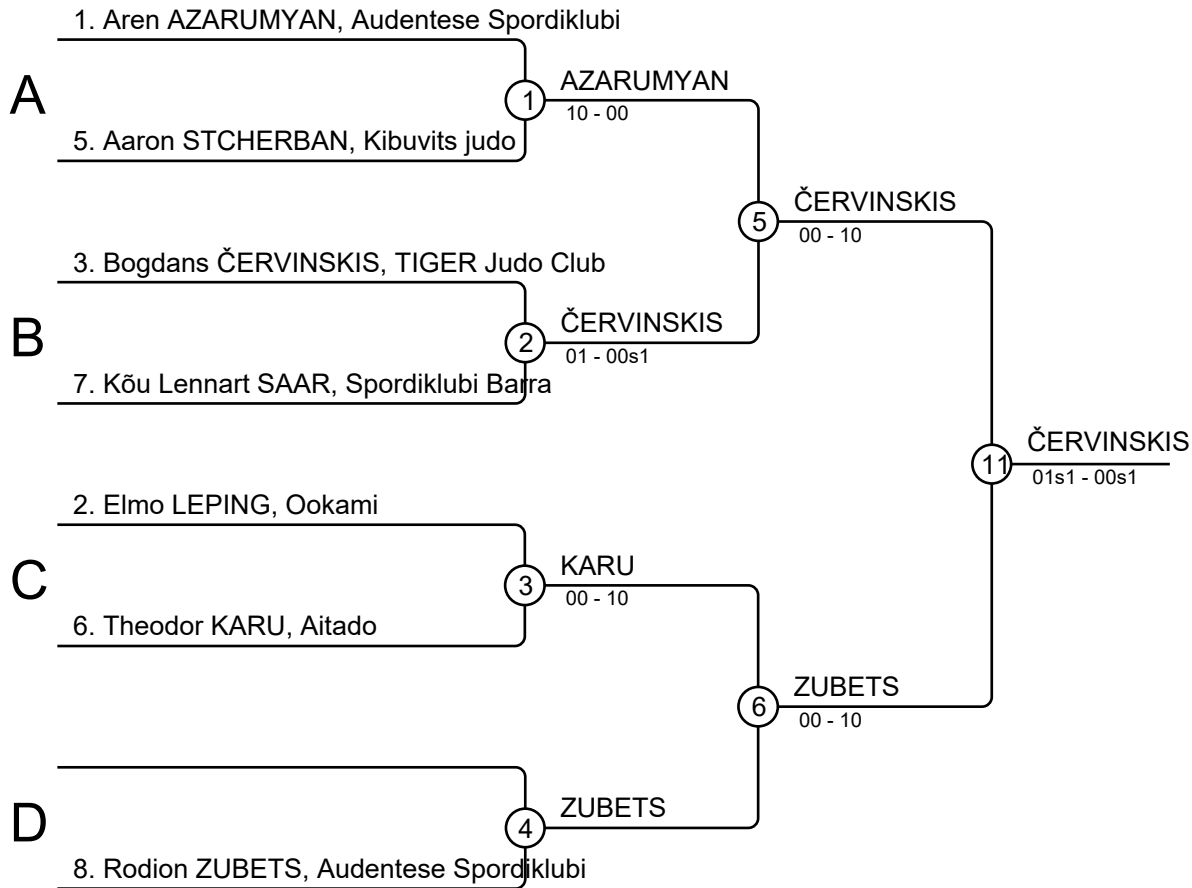 1. Aren AZARUMYAN, Audentese Spordiklubi
A
1
AZARUMYAN
10 - 00
5. Aaron STCHERBAN, Kibuvits judo
5
ČERVINSKIS
00 - 10
3. Bogdans ČERVINSKIS, TIGER Judo Club
B
2
ČERVINSKIS
01 - 00s1
7. Kõu Lennart SAAR, Spordiklubi Barra
11
ČERVINSKIS
01s1 - 00s1
2. Elmo LEPING, Ookami
C
3
KARU
00 - 10
6. Theodor KARU, Aitado
6
ZUBETS
00 - 10
D
4
ZUBETS
8. Rodion ZUBETS, Audentese Spordiklubi